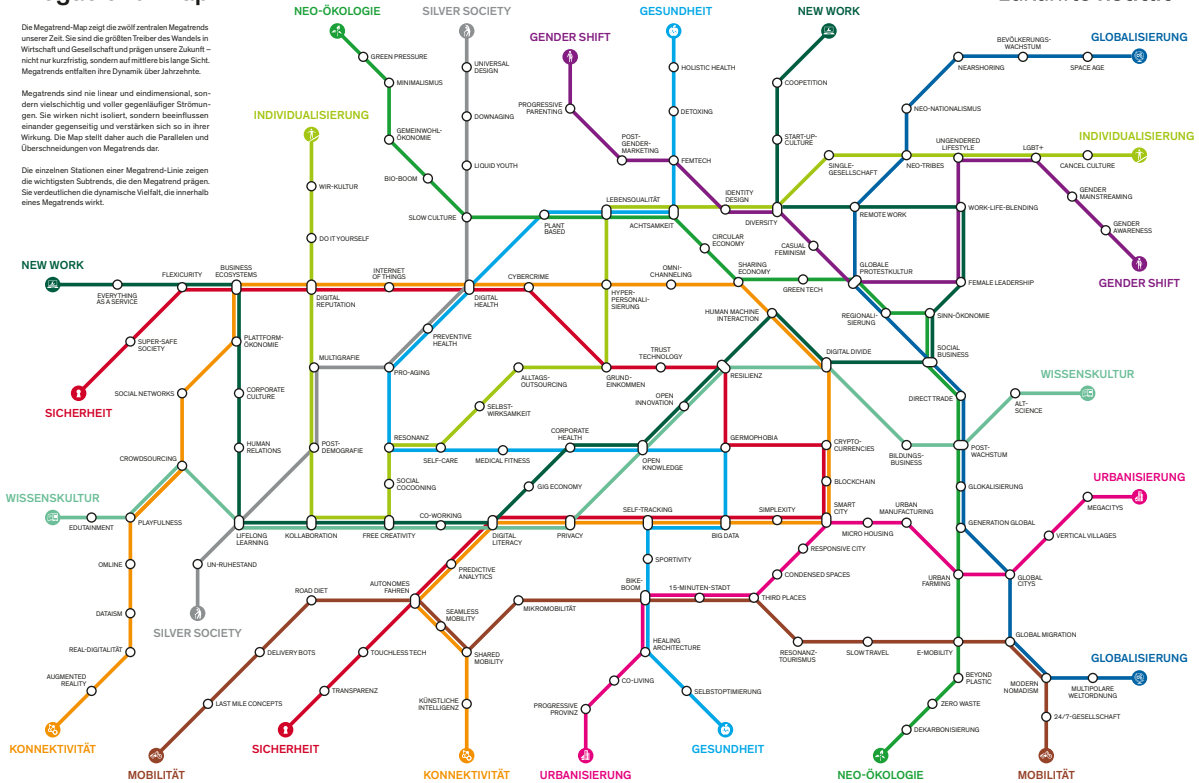 Die Megatrend-Map zeigt die zwölf zentralen Megatrends
unserer Zeit. Sie sind die größten Treiber des Wandels in
Wirtschaft und Gesellschaft und prägen unsere Zukunft –
nicht nur kurzfristig, sondern auf mittlere bis lange Sicht.
Megatrends entfalten ihre Dynamik über Jahrzehnte.
Megatrends sind nie linear und eindimensional, son-
dern vielschichtig und voller gegenläufiger Strömun-
gen. Sie wirken nicht isoliert, sondern beeinflussen
einander gegenseitig und verstärken sich so in ihrer
Wirkung. Die Map stellt daher auch die Parallelen und
Überschneidungen von Megatrends dar.
Die einzelnen Stationen einer Megatrend-Linie zeigen
die wichtigsten Subtrends, die den Megatrend prägen.
Sie verdeutlichen die dynamische Vielfalt, die innerhalb
eines Megatrends wirkt.
NEO-ÖKOLOGIE
SILVER SOCIETY
GESUNDHEIT
NEW WORK
GENDER SHIFT
GLOBALISIERUNG
BEVÖLKERUNGS-
WACHSTUM
NEARSHORING
SPACE AGE
GREEN PRESSURE
UNIVERSAL
DESIGN
HOLISTIC HEALTH
MINIMALISMUS
COOPETITION
PROGRESSIVE
PARENTING
DOWNAGING
DETOXING
NEO-NATIONALISMUS
INDIVIDUALISIERUNG
GEMEINWOHL-
ÖKONOMIE
POST-
GENDER-
MARKETING
START-UP-
CULTURE
UNGENDERED
LIFESTYLE
LGBT+
INDIVIDUALISIERUNG
LIQUID YOUTH
FEMTECH
SINGLE-
GESELLSCHAFT
NEO-TRIBES
CANCEL CULTURE
BIO-BOOM
WIR-KULTUR
GENDER
MAINSTREAMING
LEBENSQUALITÄT
IDENTITY
DESIGN
SLOW CULTURE
PLANT
BASED
ACHTSAMKEIT
DIVERSITY
REMOTE WORK
WORK-LIFE-BLENDING
GENDER
AWARENESS
DO IT YOURSELF
CIRCULAR
ECONOMY
CASUAL
FEMINISM
NEW WORK
FLEXICURITY
BUSINESS
ECOSYSTEMS
INTERNET
OF THINGS
CYBERCRIME
OMNI-
CHANNELING
SHARING
ECONOMY
GLOBALE
PROTESTKULTUR
GENDER SHIFT
EVERYTHING
AS A SERVICE
DIGITAL
REPUTATION
DIGITAL
HEALTH
HYPER-
PERSONALI-
SIERUNG
GREEN TECH
FEMALE LEADERSHIP
HUMAN MACHINE
INTERACTION
REGIONALI-
SIERUNG
SINN-ÖKONOMIE
SUPER-SAFE
SOCIETY
PLATTFORM-
ÖKONOMIE
PREVENTIVE
HEALTH
MULTIGRAFIE
PRO-AGING
TRUST
TECHNOLOGY
DIGITAL DIVIDE
SOCIAL
BUSINESS
ALLTAGS-
OUTSOURCING
GRUND-
EINKOMMEN
RESILIENZ
WISSENSKULTUR
SICHERHEIT
SOCIAL NETWORKS
CORPORATE
CULTURE
OPEN
INNOVATION
DIRECT TRADE
ALT-
SCIENCE
SELBST-
WIRKSAMKEIT
HUMAN
RELATIONS
POST-
DEMOGRAFIE
RESONANZ
CORPORATE
HEALTH
GERMOPHOBIA
CRYPTO-
CURRENCIES
SELF-CARE
MEDICAL FITNESS
OPEN
KNOWLEDGE
BILDUNGS-
BUSINESS
POST-
WACHSTUM
CROWDSOURCING
URBANISIERUNG
SOCIAL
COCOONING
GIG ECONOMY
BLOCKCHAIN
GLOKALISIERUNG
WISSENSKULTUR
MEGACITYS
EDUTAINMENT
PLAYFULNESS
CO-WORKING
SELF-TRACKING
SIMPLEXITY
SMART
CITY
URBAN
MANUFACTURING
GENERATION GLOBAL
LIFELONG
LEARNING
KOLLABORATION
FREE CREATIVITY
DIGITAL
LITERACY
PRIVACY
BIG DATA
MICRO HOUSING
VERTICAL VILLAGES
OMLINE
UN-RUHESTAND
PREDICTIVE
ANALYTICS
SPORTIVITY
RESPONSIVE CITY
CONDENSED SPACES
URBAN
FARMING
GLOBAL
CITYS
AUTONOMES
FAHREN
BIKE-
BOOM
15-MINUTEN-STADT
THIRD PLACES
DATAISM
ROAD DIET
SEAMLESS
MOBILITY
MIKROMOBILITÄT
SILVER SOCIETY
GLOBAL MIGRATION
REAL-DIGITALITÄT
DELIVERY BOTS
TOUCHLESS TECH
SHARED
MOBILITY
HEALING
ARCHITECTURE
RESONANZ-
TOURISMUS
SLOW TRAVEL
E-MOBILITY
GLOBALISIERUNG
AUGMENTED
REALITY
TRANSPARENZ
CO-LIVING
SELBSTOPTIMIERUNG
BEYOND
PLASTIC
MODERN
NOMADISM
MULTIPOLARE
WELTORDNUNG
LAST MILE CONCEPTS
KÜNSTLICHE
INTELLIGENZ
PROGRESSIVE
PROVINZ
ZERO WASTE
24/7-GESELLSCHAFT
DEKARBONISIERUNG
KONNEKTIVITÄT
SICHERHEIT
GESUNDHEIT
MOBILITÄT
KONNEKTIVITÄT
URBANISIERUNG
NEO-ÖKOLOGIE
MOBILITÄT